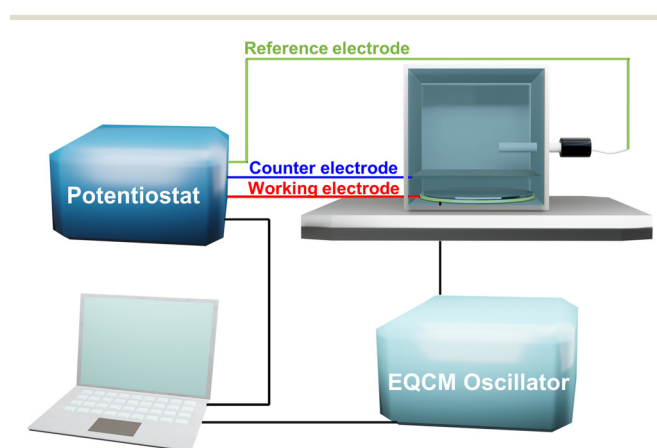 Reference electrode
Counter electrode
Working electrode
Potentiostat
EQCM Oscillator